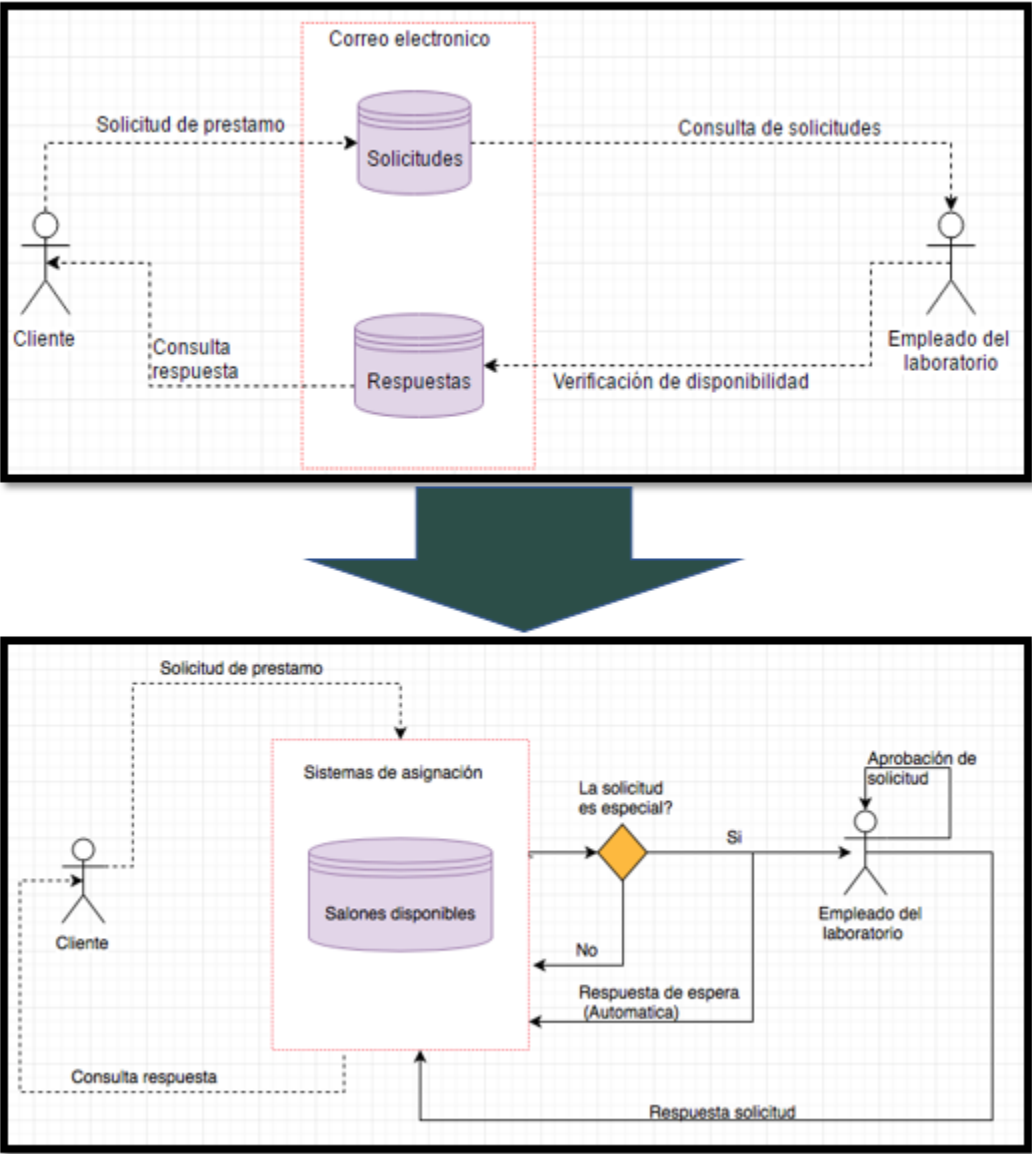 Correo electronico
Solicitud de prestamo
Solicitudes
Consulta de solicitudes
Cliente
Consulta
respuesta
Respuestas
Verificación de disponibilidad
Empleado del
laboratorio
Solicitud de prestamo
Sistemas de asignación
Salones disponibles
La solicitud
es especial?
Si
No
Respuesta de espera
(Automatica)
Aprobación de
solicitud
Empleado del
laboratorio
Cliente
Consulta respuesta
Respuesta solicitud